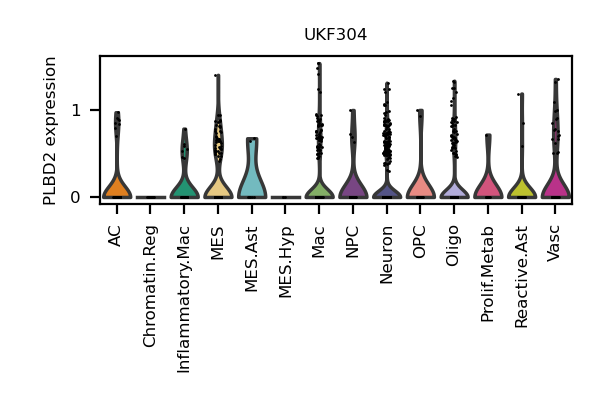 UKF304
PLBD2 expression
1
0
AC
Chromatin.Reg
Inflammatory.Mac
MES
MES.Ast
MES.Hyp
Mac
NPC
Neuron
OPC
Oligo
Prolif.Metab
Reactive.Ast
Vasc